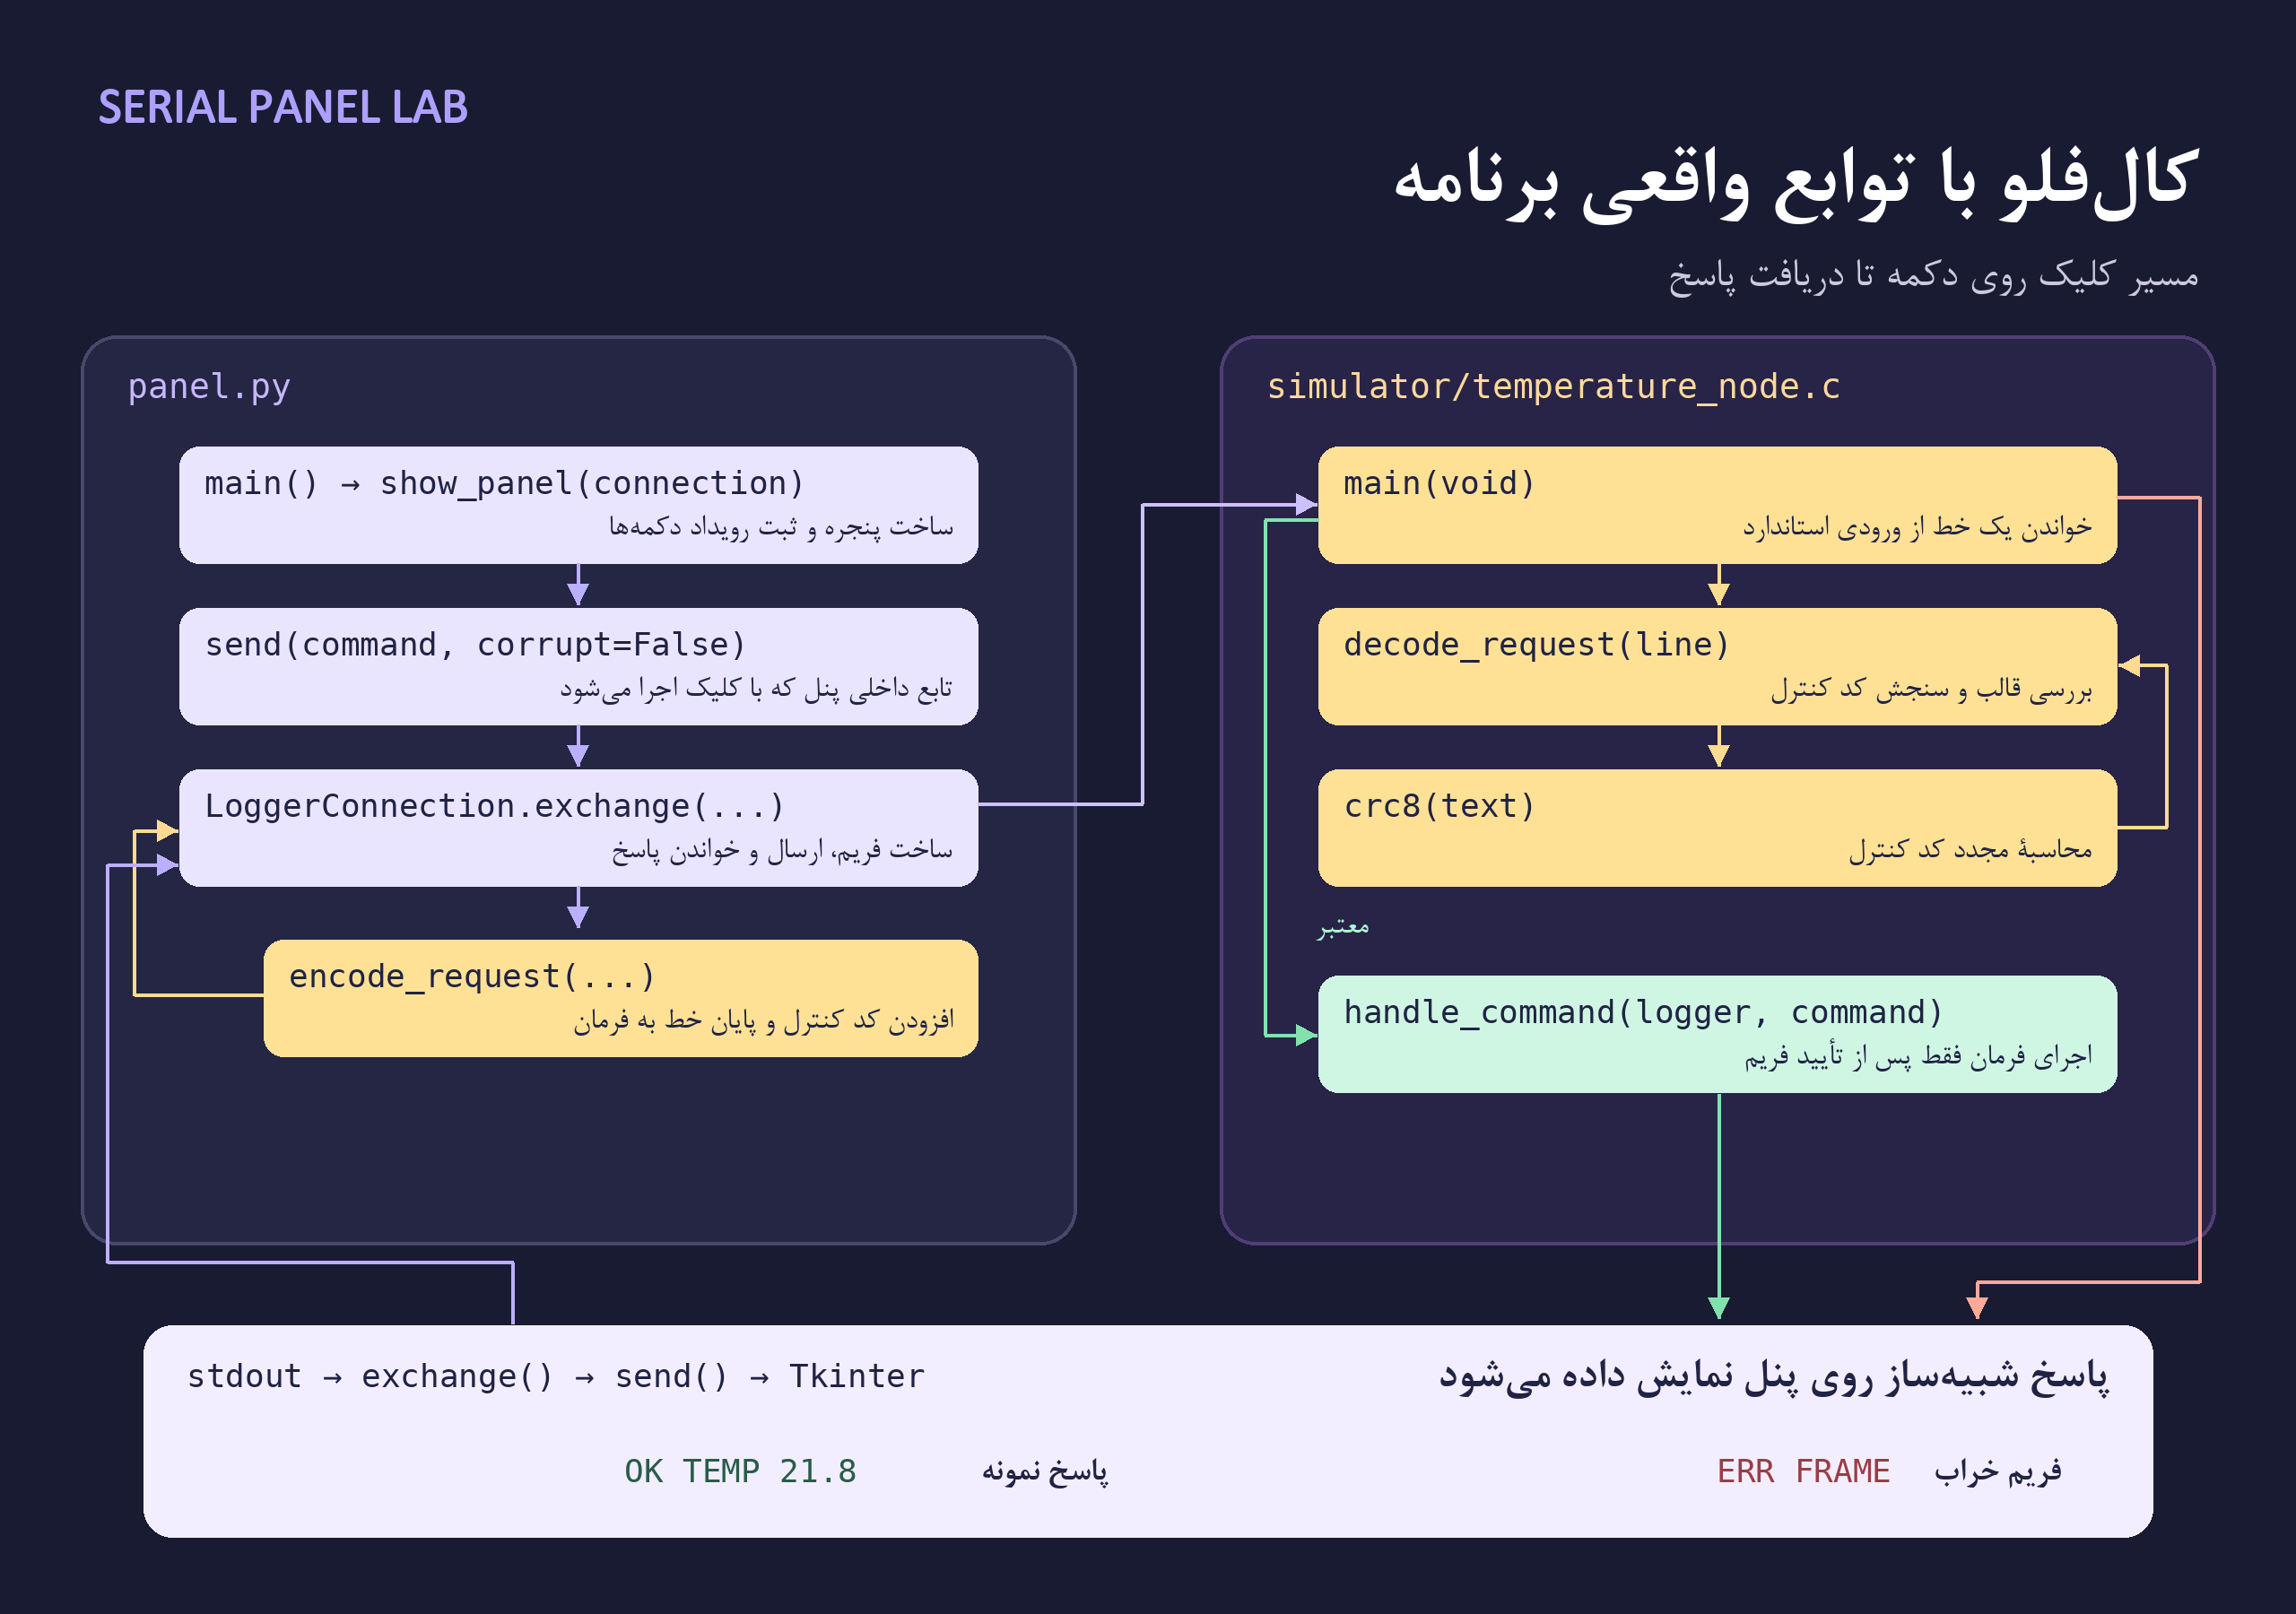 SERIAL PANEL LAB
کال‌فلو با توابع واقعی برنامه
مسیر کلیک روی دکمه تا دریافت پاسخ
panel.py
main() → show_panel(connection)
ساخت پنجره و ثبت رویداد دکمه‌ها
send(command, corrupt=False)
تابع داخلی پنل که با کلیک اجرا می‌شود
LoggerConnection.exchange(...)
ساخت فریم، ارسال و خواندن پاسخ
encode_request(...)
افزودن کد کنترل و پایان خط به فرمان
simulator/temperature_node.c
main(void)
خواندن یک خط از ورودی استاندارد
decode_request(line)
بررسی قالب و سنجش کد کنترل
crc8(text)
محاسبهٔ مجدد کد کنترل
معتبر
handle_command(logger, command)
اجرای فرمان فقط پس از تأیید فریم
پاسخ شبیه‌ساز روی پنل نمایش داده می‌شود
stdout → exchange() → send() → Tkinter
فریم خراب ERR FRAME
پاسخ نمونه OK TEMP 21.8